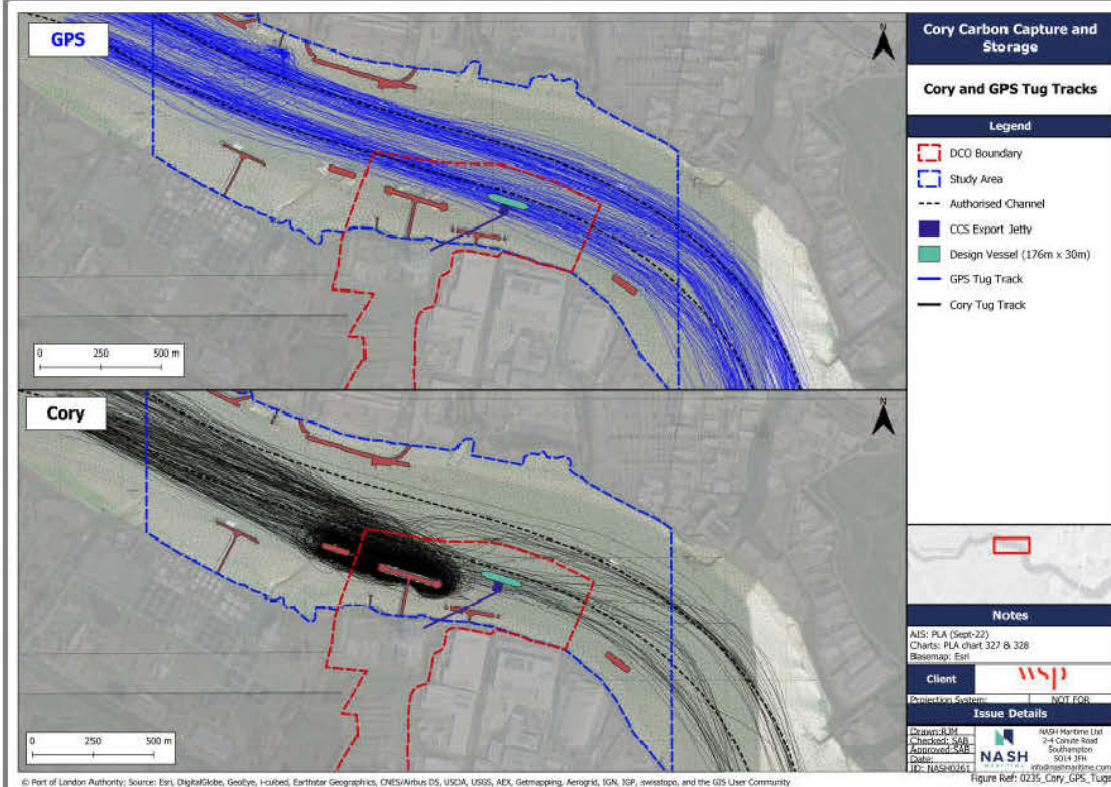 GPS
N
0 250 500 m
Cory
N
0 250 500 m
Cory Carbon Capture and
Storage
Cory and GPS Tug Tracks
Legend
DCO Boundary
Study Area
Authorised Channel
CCS Export Jetty
Design Vessel (176m x 30m)
GPS Tug Track
Cory Tug Track
Notes
AIS: PLA (Sept-22)
Charts: PLA chart 327 & 328
Basemap: Esri
Client
wsp
Projection System: NOT FOR
Issue Details
Drawn:RJM
Checked: SAB
Approved:SAB
Date:
ID: NASH0261
NASH
MARITIME
NASH Maritime Ltd
2-4 Canute Road
Southampton
SO14 3FH
info@nashmaritime.com
Figure Ref: 0235_Cory_GPS_Tugs
© Port of London Authority; Source: Esri, DigitalGlobe, GeoEye, i-cubed, Earthstar Geographics, CNES/Airbus DS, USDA, USGS, AEX, Getmapping, Aerogrid, IGN, IGP, swisstopo, and the GIS User Community